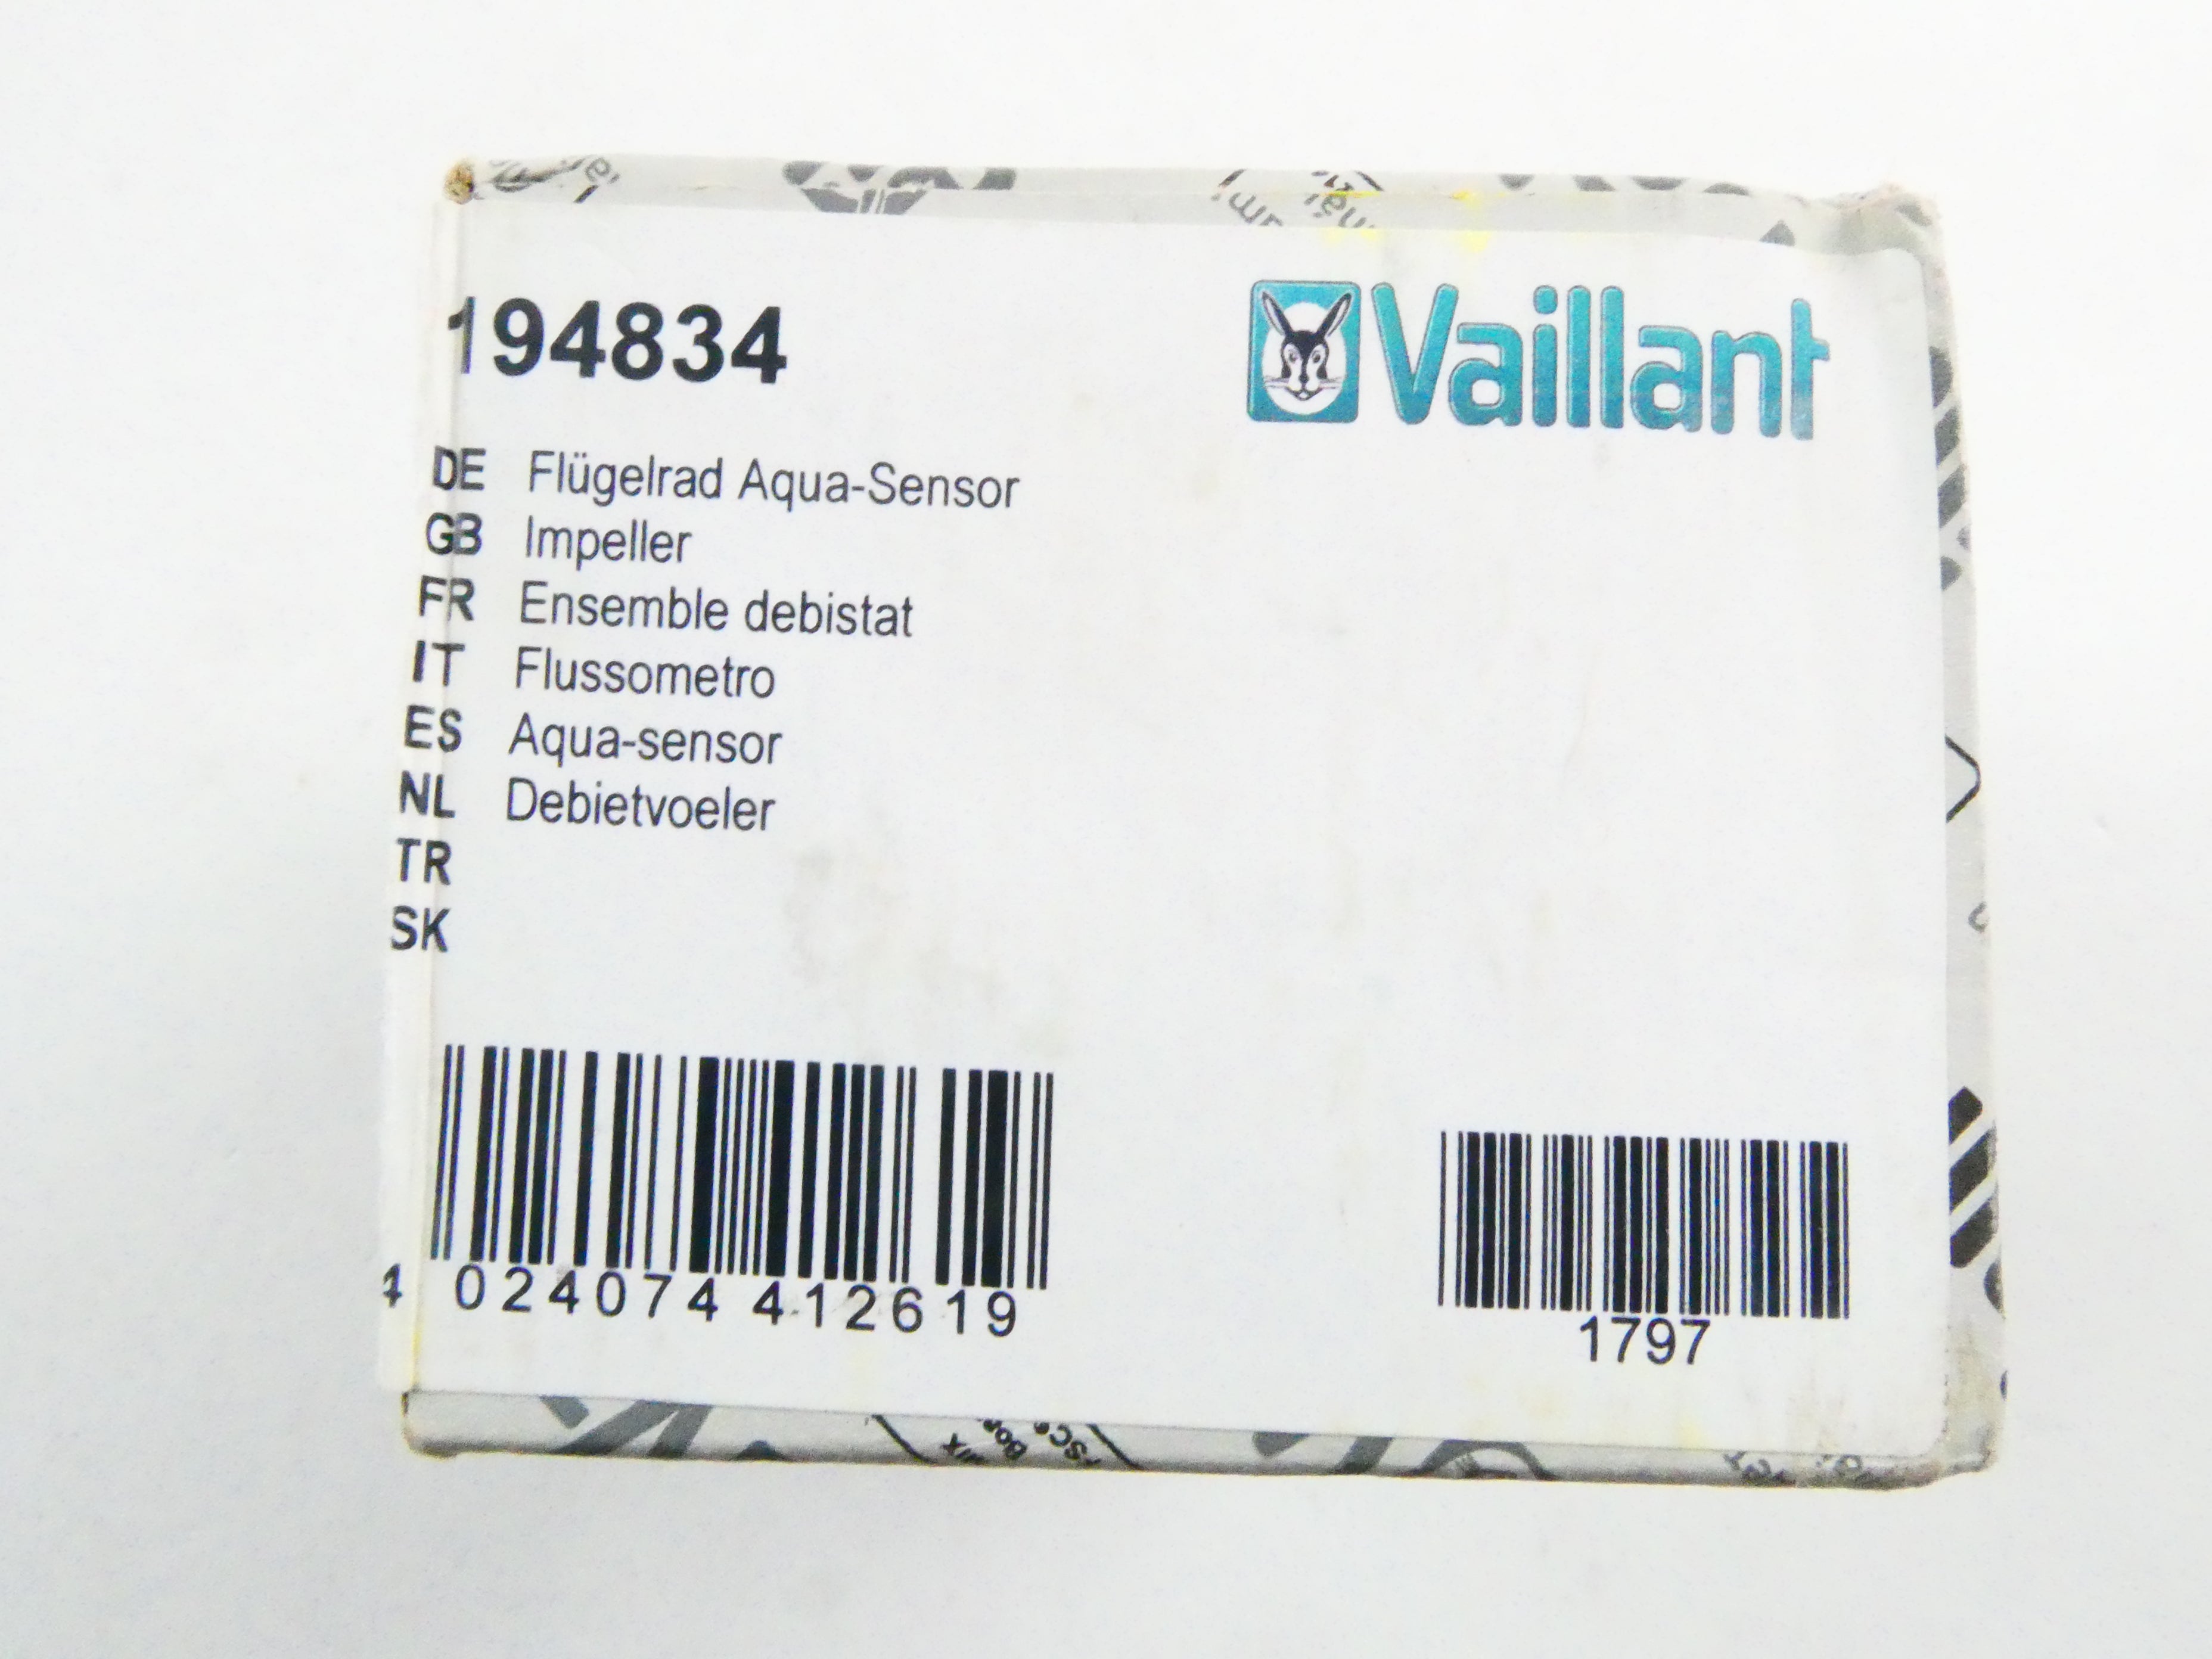 194834
Vaillant
DE Flügelrad Aqua-Sensor
GB Impeller
FR Ensemble debistat
IT Flussometro
ES Aqua-sensor
NL Debietvoeler
TR
SK
4 024074 412619
1797